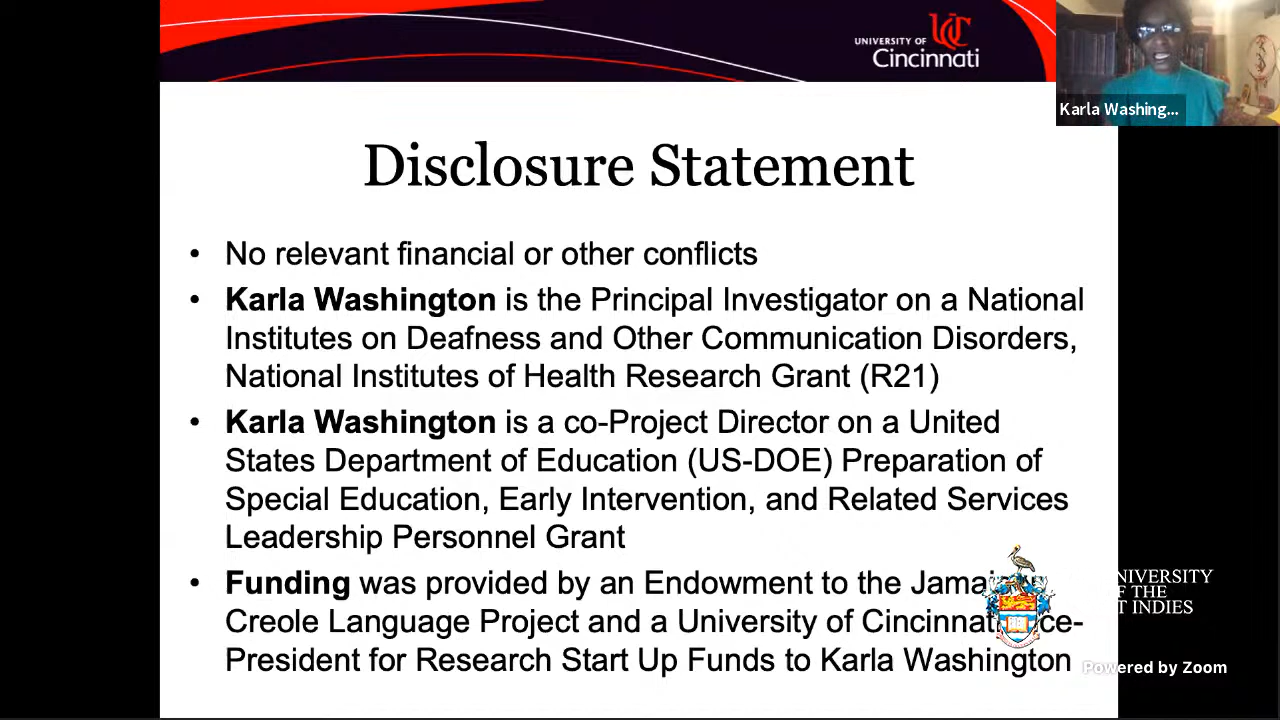 UNIVERSITY OF
Cincinnati
Karla Washing...
Disclosure Statement
• No relevant financial or other conflicts
• Karla Washington is the Principal Investigator on a National
Institutes on Deafness and Other Communication Disorders,
National Institutes of Health Research Grant (R21)
• Karla Washington is a co-Project Director on a United
States Department of Education (US-DOE) Preparation of
Special Education, Early Intervention, and Related Services
Leadership Personnel Grant
• Funding was provided by an Endowment to the
Creole Language Project and a University of
President for Research Start Up Funds to Karla Washington
OF THE
INDIES
Powered by Zoom